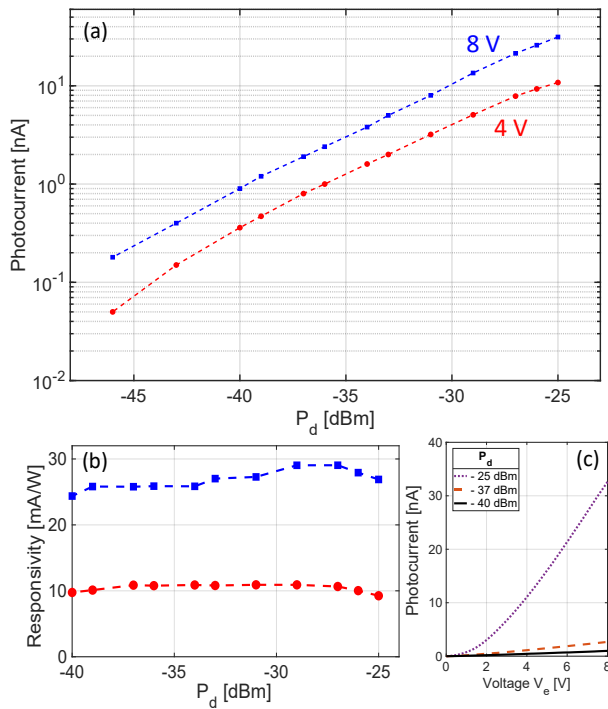 (a)
8 V
4 V
Photocurrent [nA]
10^1
10^0
10^-1
10^-2
-45
-40
-35
-30
-25
P_d [dBm]
(b)
Responsivity [mA/W]
30
20
10
0
-40
-35
-30
-25
P_d [dBm]
(c)
Photocurrent [nA]
40
30
20
10
0
P_d
- 25 dBm
- 37 dBm
- 40 dBm
0
2
4
6
8
Voltage V_e [V]